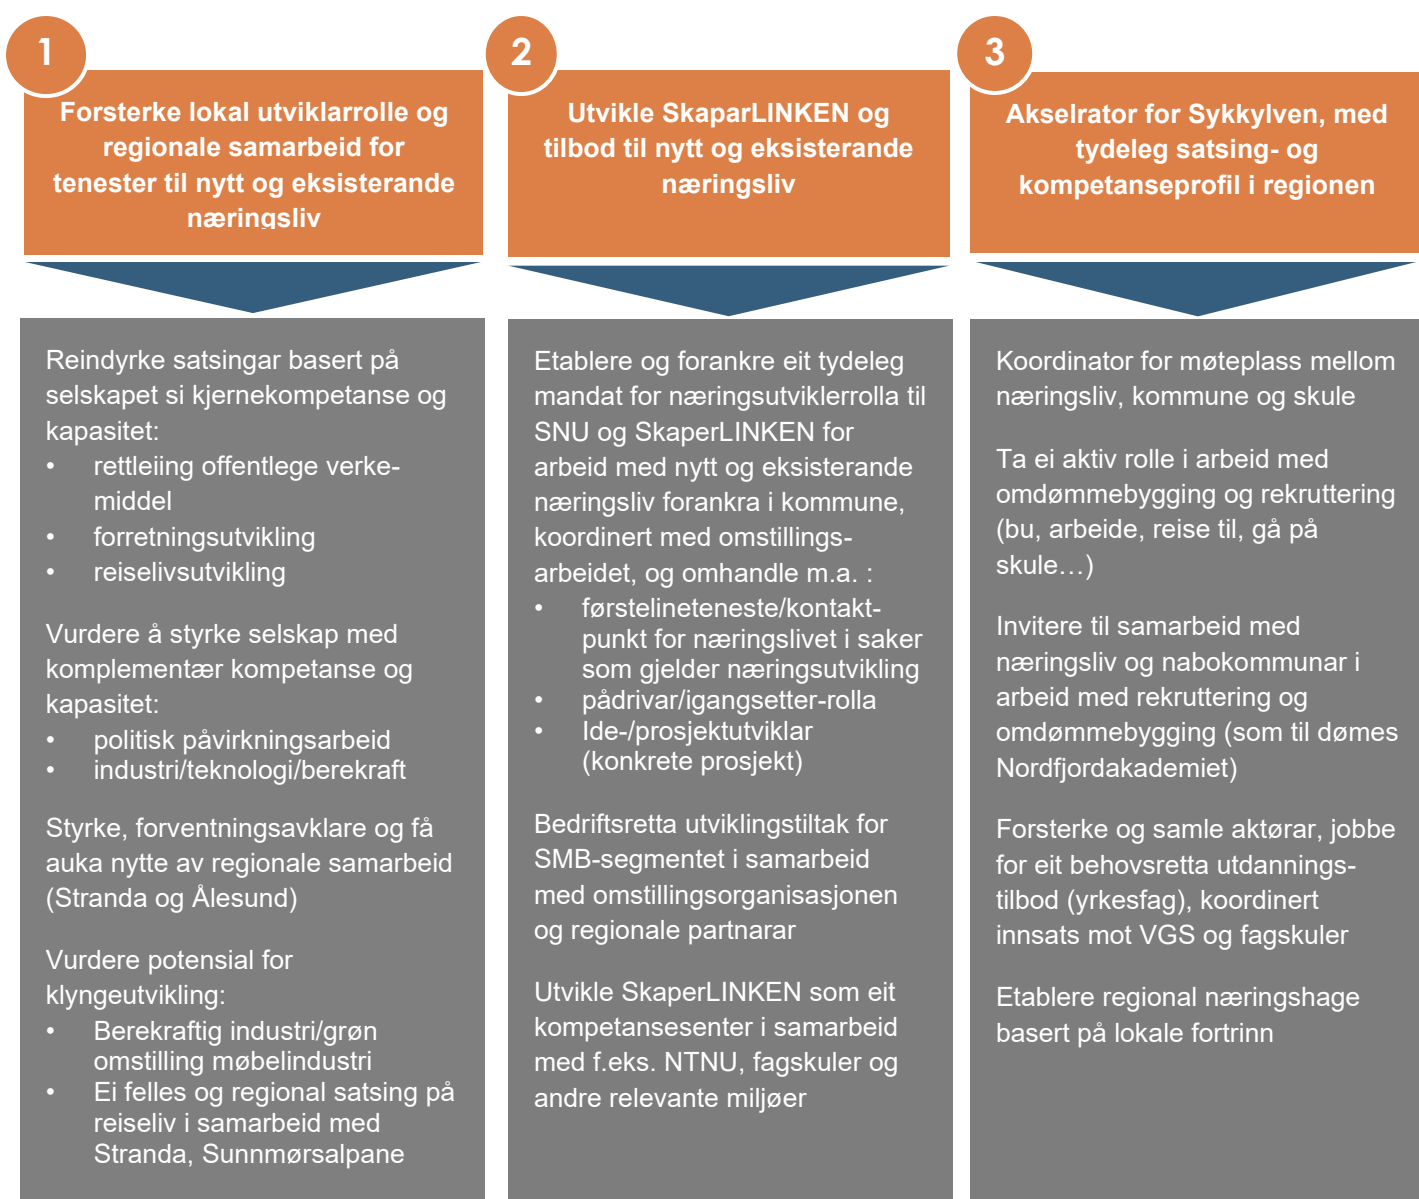 1
Forsterke lokal utviklarrolle og
regionale samarbeid for
tenester til nytt og eksisterande
næringsliv
Reindyrke satsingar basert på
selskapet si kjernekompetanse og
kapasitet:
• rettleiing offentlege verke-
middel
• forretningsutvikling
• reiselivsutvikling
Vurdere å styrke selskap med
komplementær kompetanse og
kapasitet:
• politisk påvirkningsarbeid
• industri/teknologi/berekraft
Styrke, forventningsavklare og få
auka nytte av regionale samarbeid
(Stranda og Ålesund)
Vurdere potensial for
klyngeutvikling:
• Berekraftig industri/grøn
omstilling møbelindustri
• Ei felles og regional satsing på
reiseliv i samarbeid med
Stranda, Sunnmørsalpane
2
Utvikle SkaparLINKEN og
tilbod til nytt og eksisterande
næringsliv
Etablere og forankre eit tydeleg
mandat for næringsutviklerrolla til
SNU og SkaperLINKEN for
arbeid med nytt og eksisterande
næringsliv forankra i kommune,
koordinert med omstillings-
arbeidet, og omhandle m.a. :
• førstelineteneste/kontakt-
punkt for næringslivet i saker
som gjelder næringsutvikling
• pådrivar/igangsetter-rolla
• Ide-/prosjektutviklar
(konkrete prosjekt)
Bedriftsretta utviklingstiltak for
SMB-segmentet i samarbeid
med omstillingsorganisasjonen
og regionale partnarar
Utvikle SkaperLINKEN som eit
kompetansesenter i samarbeid
med f.eks. NTNU, fagskuler og
andre relevante miljøer
3
Akselrator for Sykkylven, med
tydeleg satsing- og
kompetanseprofil i regionen
Koordinator for møteplass mellom
næringsliv, kommune og skule
Ta ei aktiv rolle i arbeid med
omdømmebygging og rekruttering
(bu, arbeide, reise til, gå på
skule…)
Invitere til samarbeid med
næringsliv og nabokommunar i
arbeid med rekruttering og
omdømmebygging (som til dømes
Nordfjordakademiet)
Forsterke og samle aktørar, jobbe
for eit behovsretta utdannings-
tilbod (yrkesfag), koordinert
innsats mot VGS og fagskuler
Etablere regional næringshage
basert på lokale fortrinn